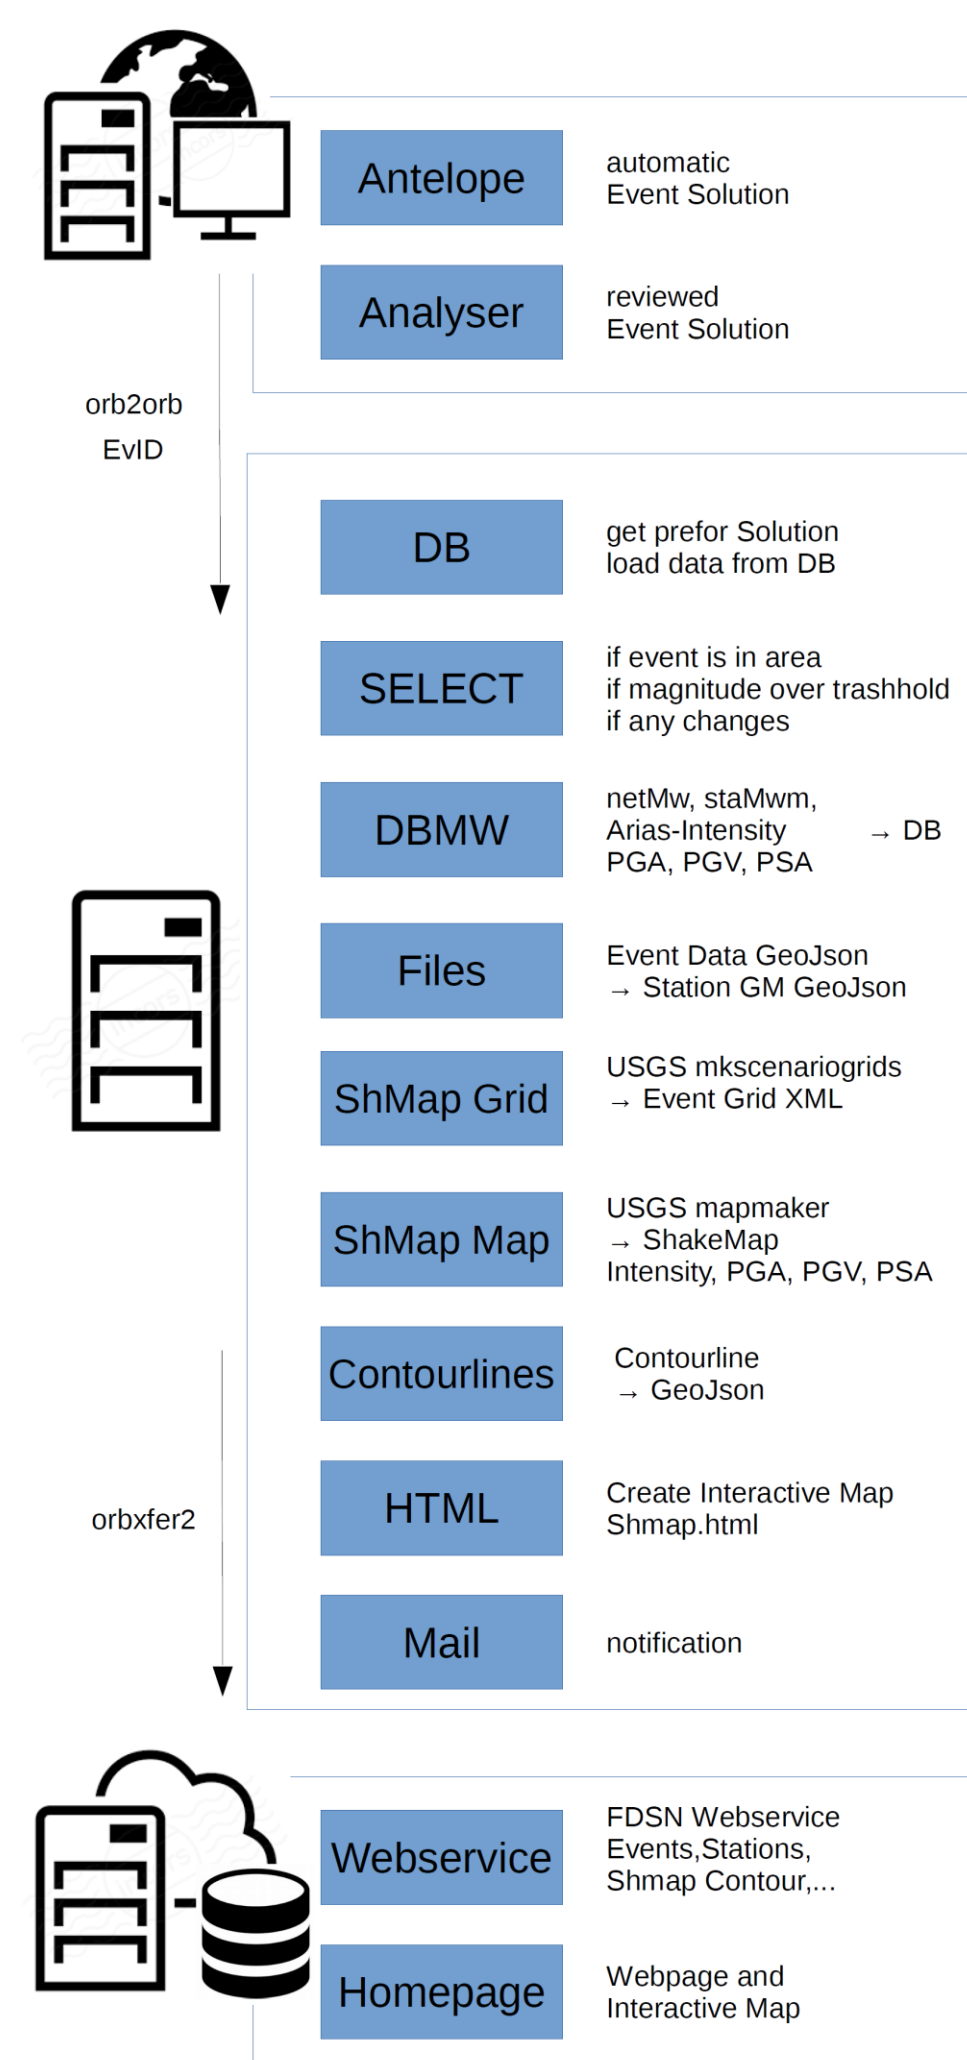 Antelope
automatic
Event Solution
Analyser
reviewed
Event Solution
orb2orb
EvID
DB
get prefor Solution
load data from DB
SELECT
if event is in area
if magnitude over trashhold
if any changes
DBMW
netMw, staMwm,
Arias-Intensity → DB
PGA, PGV, PSA
Files
Event Data GeoJson
→ Station GM GeoJson
ShMap Grid
USGS mkscenariogrids
→ Event Grid XML
ShMap Map
USGS mapmaker
→ ShakeMap
Intensity, PGA, PGV, PSA
Contourlines
Contourline
→ GeoJson
orbxfer2
HTML
Create Interactive Map
Shmap.html
Mail
notification
Webservice
FDSN Webservice
Events,Stations,
Shmap Contour,...
Homepage
Webpage and
Interactive Map